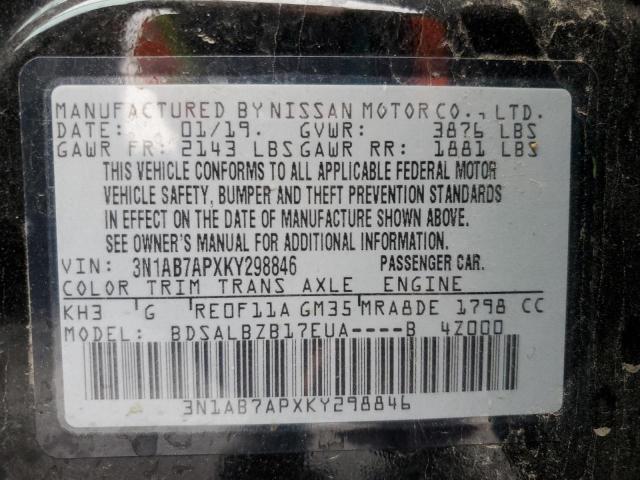 MANUFACTURED BY NISSAN MOTOR CO., LTD.
DATE: 01/19. GVWR: 3876 LBS
GAWR FR: 2143 LBS GAWR RR: 1881 LBS
THIS VEHICLE CONFORMS TO ALL APPLICABLE FEDERAL MOTOR
VEHICLE SAFETY, BUMPER AND THEFT PREVENTION STANDARDS
IN EFFECT ON THE DATE OF MANUFACTURE SHOWN ABOVE.
SEE OWNER'S MANUAL FOR ADDITIONAL INFORMATION.
VIN: 3N1AB7APXKY298846 PASSENGER CAR.
COLOR TRIM TRANS AXLE ENGINE
KH3 G RE0F11A GM35 MRA8DE 1798 CC
MODEL: BDSALBZB17EUA----B 4Z000
3N1AB7APXKY298846